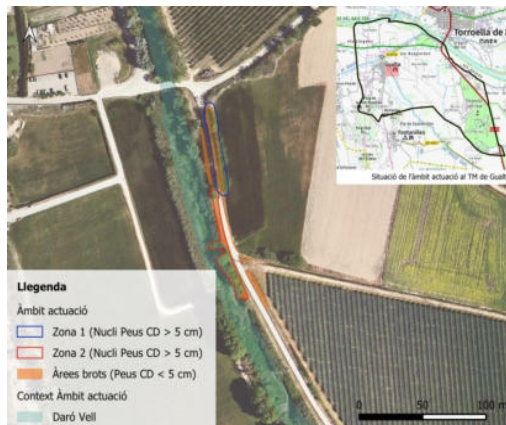 Torroella de
Gualta
Fontanilles
Situació de l'àmbit actuació al TM de Gualt
Llegenda
Àmbit actuació
Zona 1 (Nucli Peus CD > 5 cm)
Zona 2 (Nucli Peus CD > 5 cm)
Àrees brots (Peus CD < 5 cm)
Context Àmbit actuació
Daró Vell
0 50 100 m